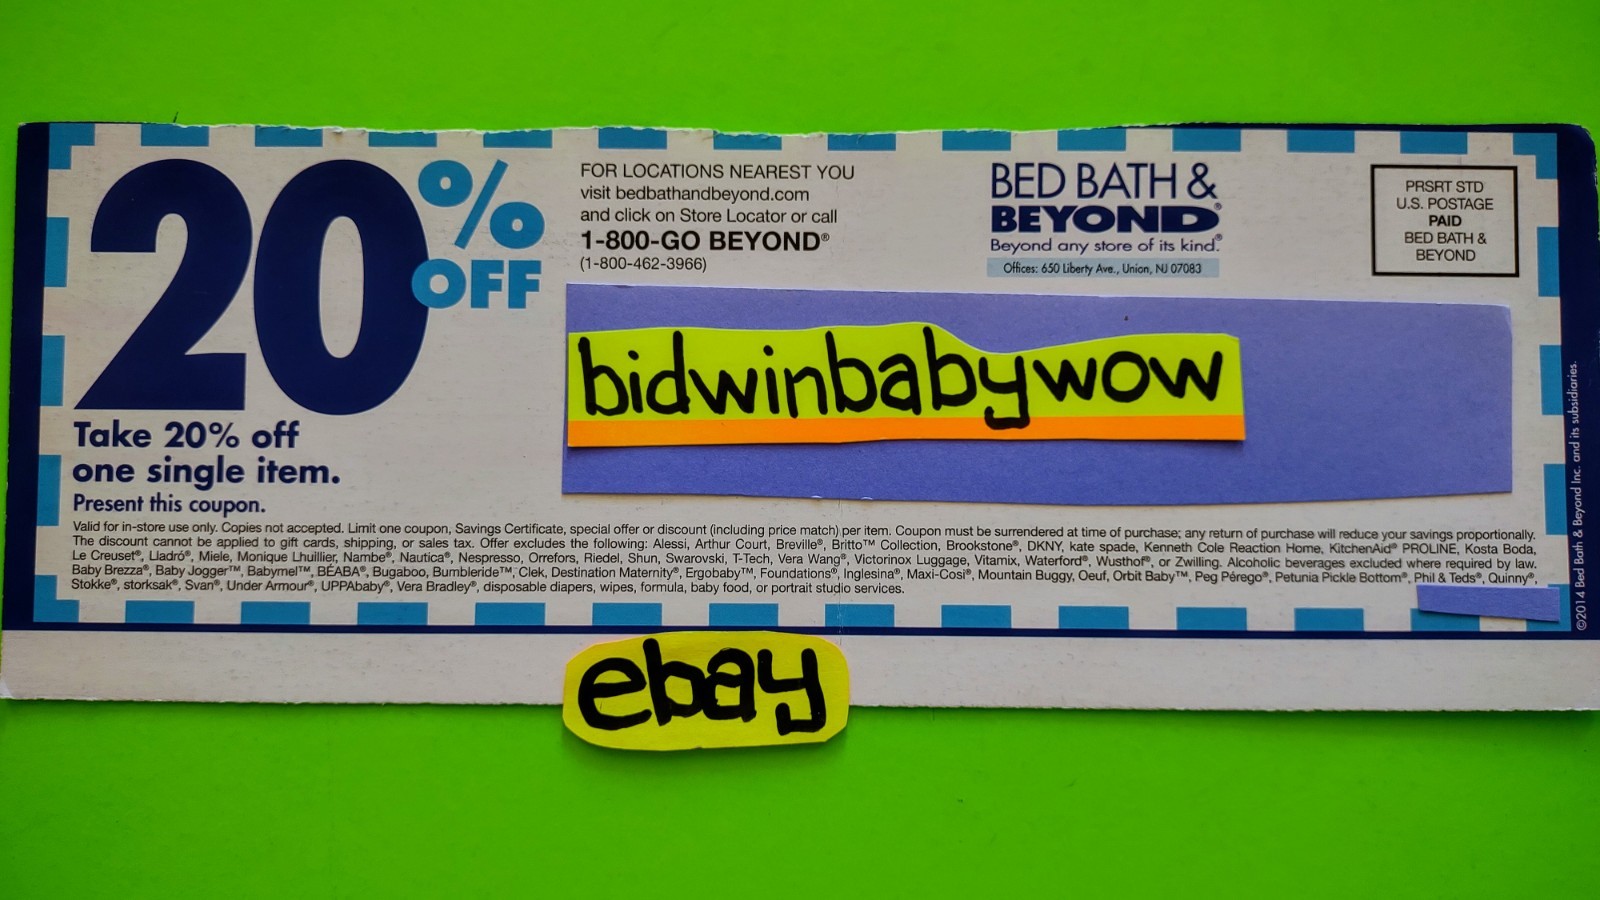 20% OFF
Take 20% off
one single item.
Present this coupon.
FOR LOCATIONS NEAREST YOU
visit bedbathandbeyond.com
and click on Store Locator or call
1-800-GO BEYOND®
(1-800-462-3966)
BED BATH &
BEYOND®
Beyond any store of its kind.®
Offices: 650 Liberty Ave., Union, NJ 07083
PRSRT STD
U.S. POSTAGE
PAID
BED BATH &
BEYOND
bidwinbabywow
Valid for in-store use only. Copies not accepted. Limit one coupon, Savings Certificate, special offer or discount (including price match) per item. Coupon must be surrendered at time of purchase; any return of purchase will reduce your savings proportionally.
The discount cannot be applied to gift cards, shipping, or sales tax. Offer excludes the following: Alessi, Arthur Court, Breville®, Britto™ Collection, Brookstone®, DKNY, kate spade, Kenneth Cole Reaction Home, KitchenAid® PROLINE, Kosta Boda,
Le Creuset®, Lladró®, Miele, Monique Lhuillier, Nambe®, Nautica®, Nespresso, Orrefors, Riedel, Shun, Swarovski, T-Tech, Vera Wang®, Victorinox Luggage, Vitamix, Waterford®, Wusthof®, or Zwilling. Alcoholic beverages excluded where required by law.
Baby Brezza®, Baby Jogger™, Babymel™, BÉABA®, Bugaboo, Bumbleride™, Clek, Destination Maternity®, Ergobaby™, Foundations®, Inglesina®, Maxi-Cosi®, Mountain Buggy, Oeuf, Orbit Baby™, Peg Pérego®, Petunia Pickle Bottom®, Phil & Teds®, Quinny®,
Stokke®, storksak®, Svan®, Under Armour®, UPPAbaby®, Vera Bradley®, disposable diapers, wipes, formula, baby food, or portrait studio services.
©2014 Bed Bath & Beyond Inc. and its subsidiaries.
ebay